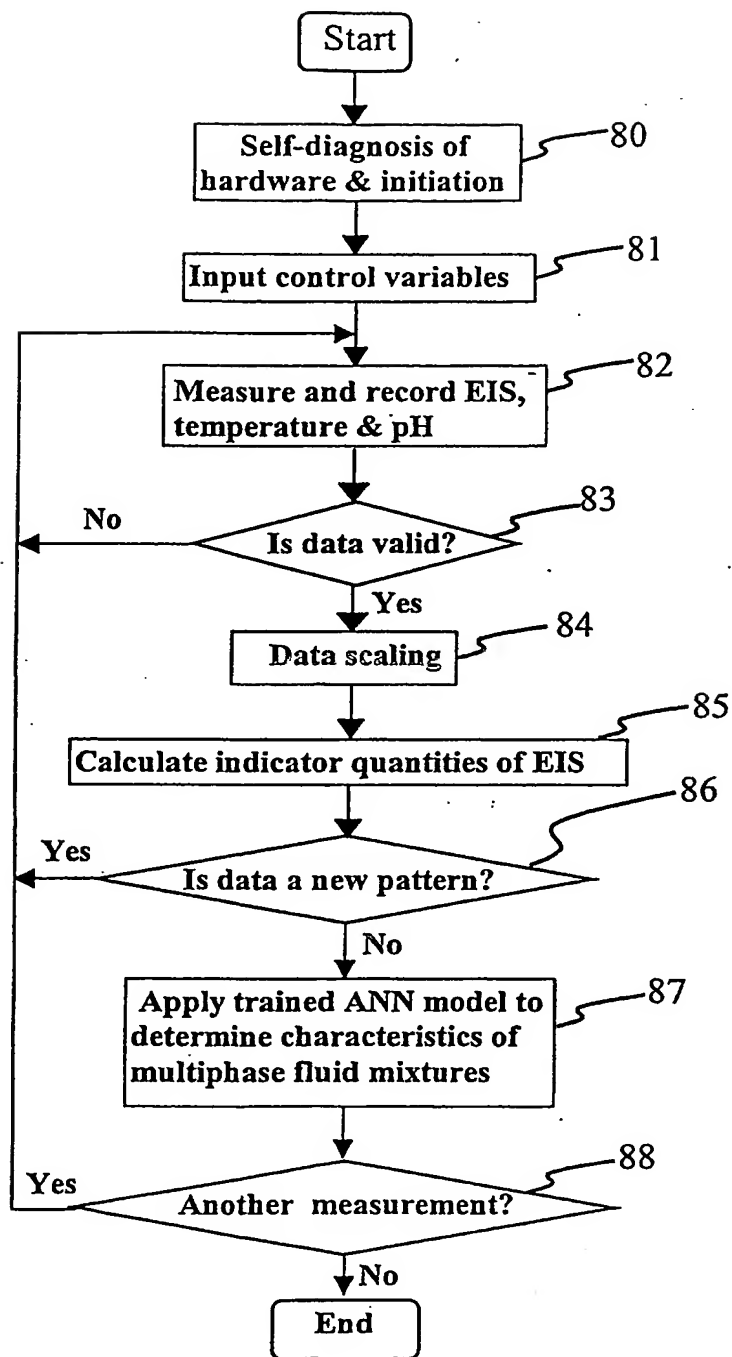 Start
Self-diagnosis of
hardware & initiation
80
Input control variables
81
Measure and record EIS,
temperature & pH
82
Is data valid?
83
No
Yes
Data scaling
84
Calculate indicator quantities of EIS
85
Is data a new pattern?
86
Yes
No
Apply trained ANN model to
determine characteristics of
multiphase fluid mixtures
87
Another measurement?
88
Yes
No
End